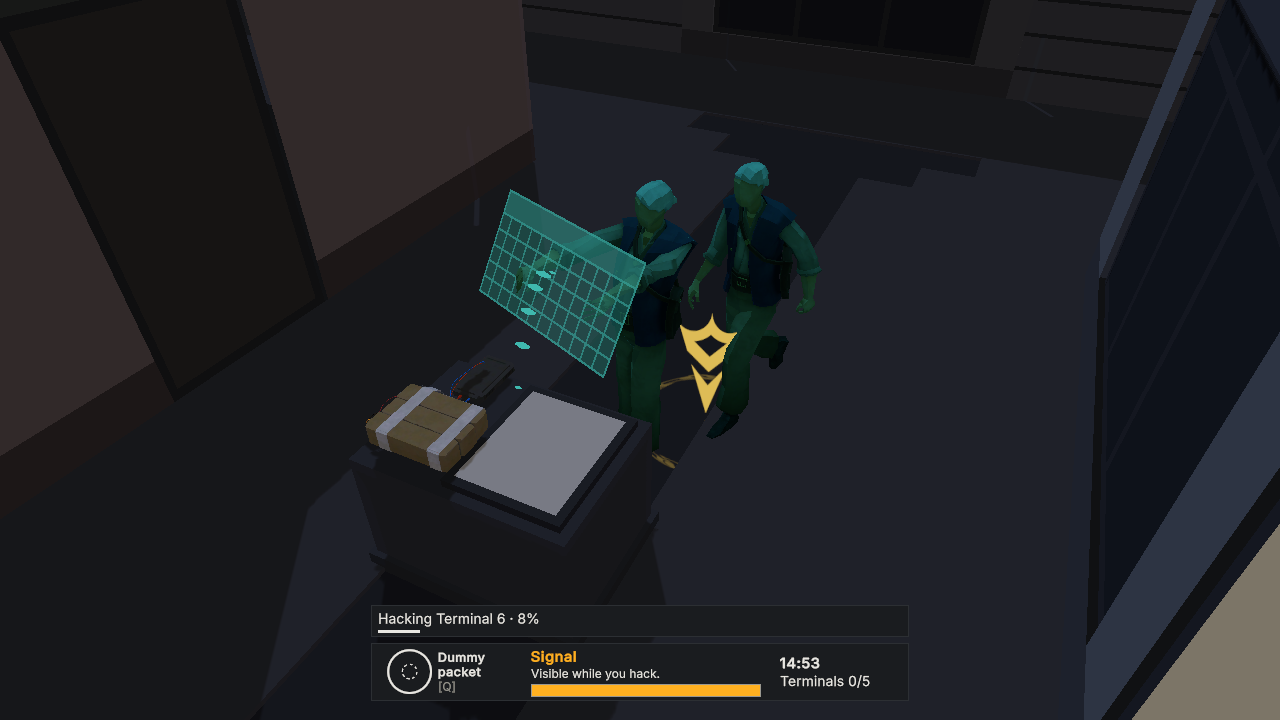 Hacking Terminal 6 · 8%
Dummy
packet
[Q]
Signal
Visible while you hack.
14:53
Terminals 0/5